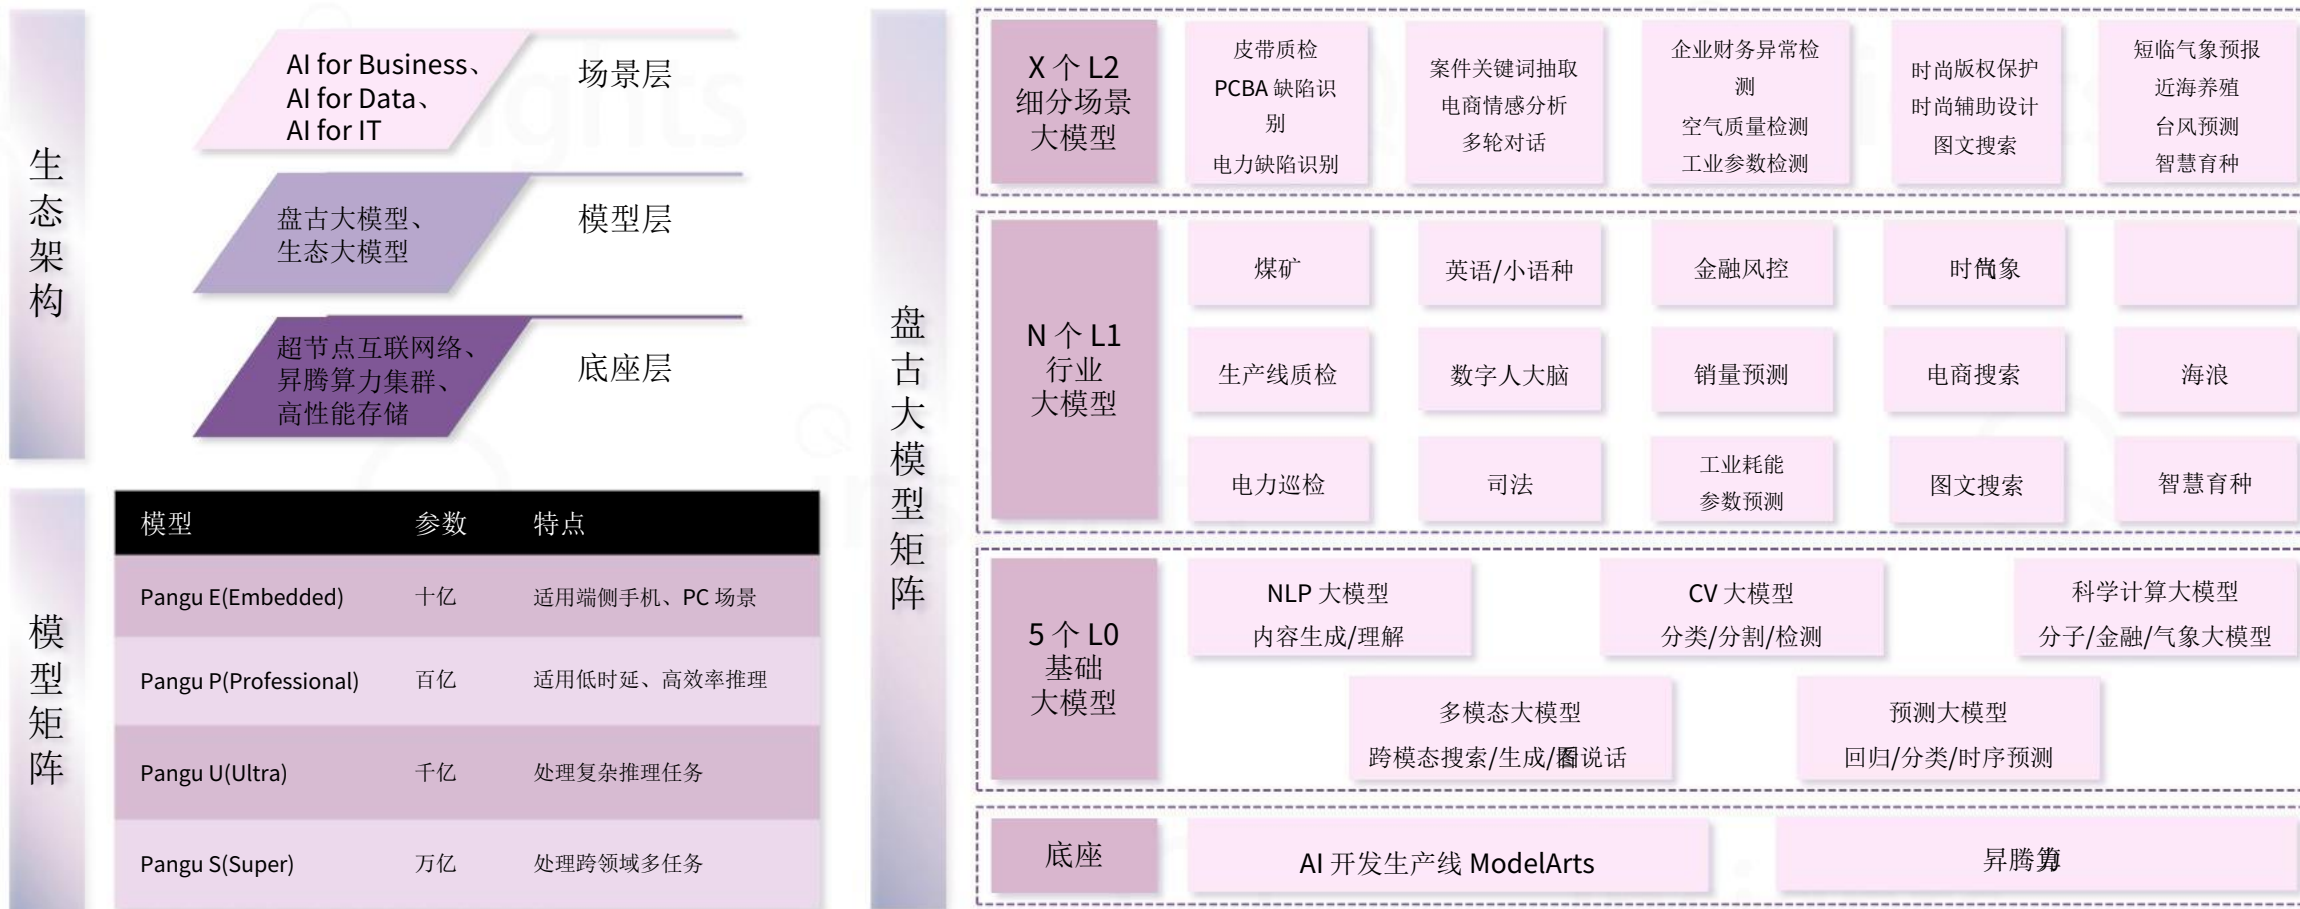 生态架构
AI for Business、
AI for Data、
AI for IT
场景层
盘古大模型、
生态大模型
模型层
超节点互联网络、
昇腾算力集群、
高性能存储
底座层
模型矩阵
模型 参数 特点
Pangu E(Embedded) 十亿 适用端侧手机、PC 场景
Pangu P(Professional) 百亿 适用低时延、高效率推理
Pangu U(Ultra) 千亿 处理复杂推理任务
Pangu S(Super) 万亿 处理跨领域多任务
盘古大模型矩阵
X 个 L2
细分场景
大模型
皮带质检
PCBA 缺陷识
别
电力缺陷识别
案件关键词抽取
电商情感分析
多轮对话
企业财务异常检
测
空气质量检测
工业参数检测
时尚版权保护
时尚辅助设计
图文搜索
短临气象预报
近海养殖
台风预测
智慧育种
N 个 L1
行业
大模型
煤矿
英语/小语种
金融风控
时象
生产线质检
数字人大脑
销量预测
电商搜索
海浪
电力巡检
司法
工业耗能
参数预测
图文搜索
智慧育种
5 个 L0
基础
大模型
NLP 大模型
内容生成/理解
CV 大模型
分类/分割/检测
科学计算大模型
分子/金融/气象大模型
多模态大模型
跨模态搜索/生成/说话
预测大模型
回归/分类/时序预测
底座
AI 开发生产线 ModelArts
昇腾